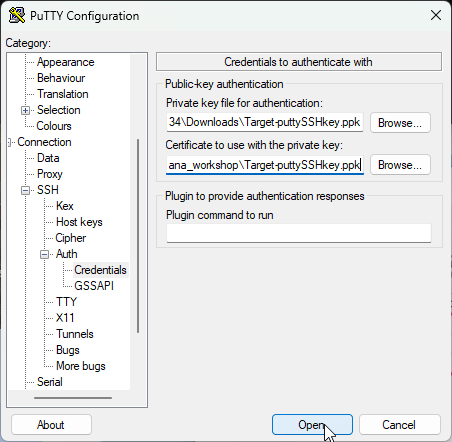 PuTTY Configuration
Category:
Appearance
Behaviour
Translation
Selection
Colours
Connection
Data
Proxy
SSH
Kex
Host keys
Cipher
Auth
Credentials
GSSAPI
TTY
X11
Tunnels
Bugs
More bugs
Serial
Credentials to authenticate with
Public-key authentication
Private key file for authentication:
34\Downloads\Target-puttySSHkey.ppk Browse...
Certificate to use with the private key:
ana_workshop\Target-puttySSHkey.ppk Browse...
Plugin to provide authentication responses
Plugin command to run
About Open Cancel